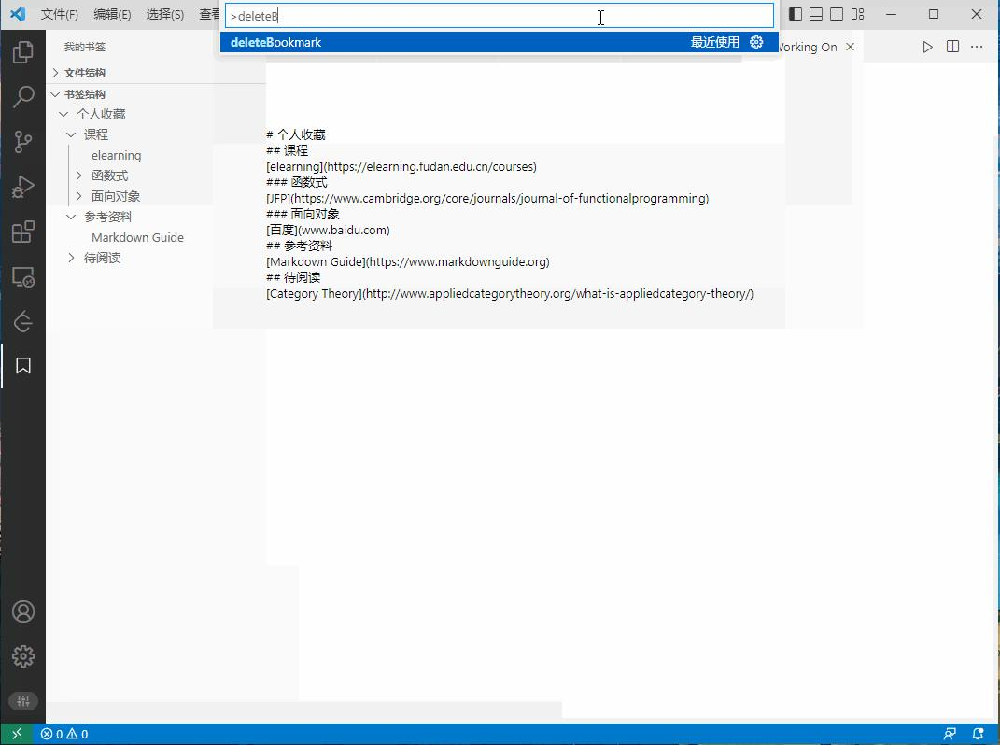 文件(F) 编辑(E) 选择(S) 查看
>deleteB
deleteBookmark 最近使用
我的书签
Working On
文件结构
书签结构
个人收藏
课程
elearning
函数式
面向对象
参考资料
Markdown Guide
待阅读
# 个人收藏
## 课程
[elearning](https://elearning.fudan.edu.cn/courses)
### 函数式
[JFP](https://www.cambridge.org/core/journals/journal-of-functionalprogramming)
### 面向对象
[百度](www.baidu.com)
## 参考资料
[Markdown Guide](https://www.markdownguide.org)
## 待阅读
[Category Theory](http://www.appliedcategorytheory.org/what-is-appliedcategory-theory/)
0 0